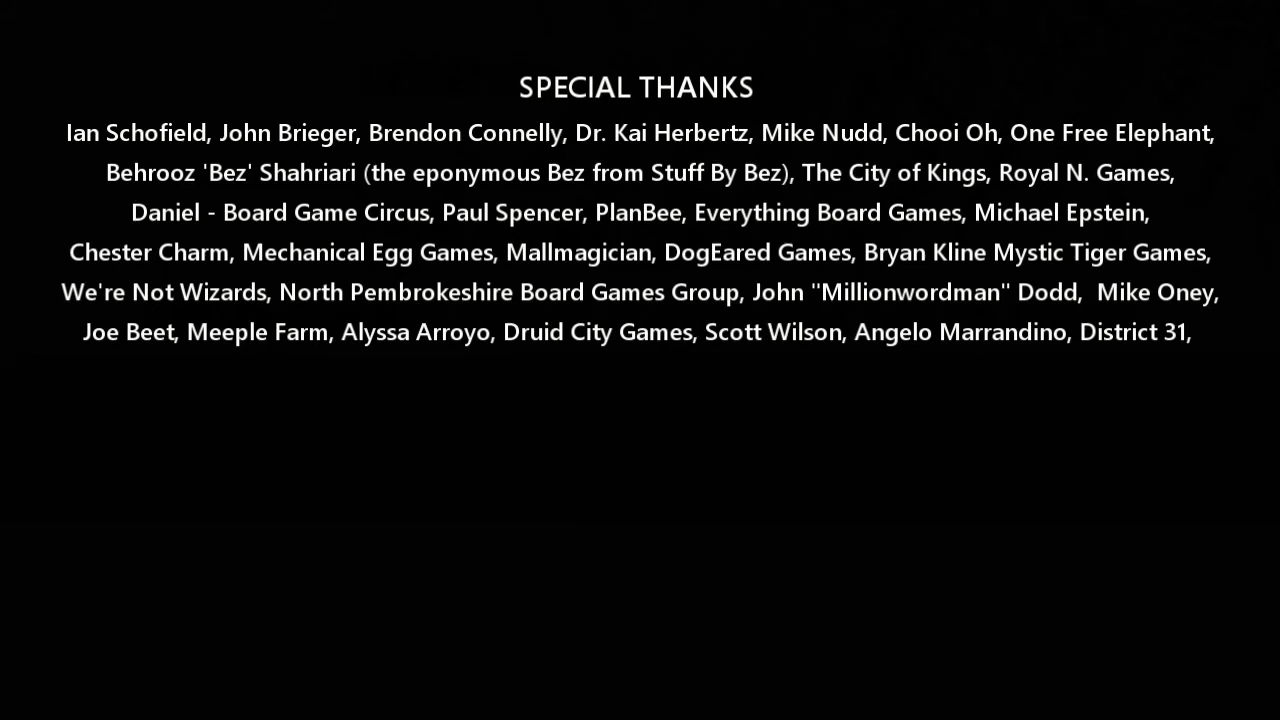 SPECIAL THANKS
Ian Schofield, John Brieger, Brendon Connelly, Dr. Kai Herbertz, Mike Nudd, Chooi Oh, One Free Elephant,
Behrooz 'Bez' Shahriari (the eponymous Bez from Stuff By Bez), The City of Kings, Royal N. Games,
Daniel - Board Game Circus, Paul Spencer, PlanBee, Everything Board Games, Michael Epstein,
Chester Charm, Mechanical Egg Games, Mallmagician, DogEared Games, Bryan Kline Mystic Tiger Games,
We're Not Wizards, North Pembrokeshire Board Games Group, John "Millionwordman" Dodd,  Mike Oney,
Joe Beet, Meeple Farm, Alyssa Arroyo, Druid City Games, Scott Wilson, Angelo Marrandino, District 31,